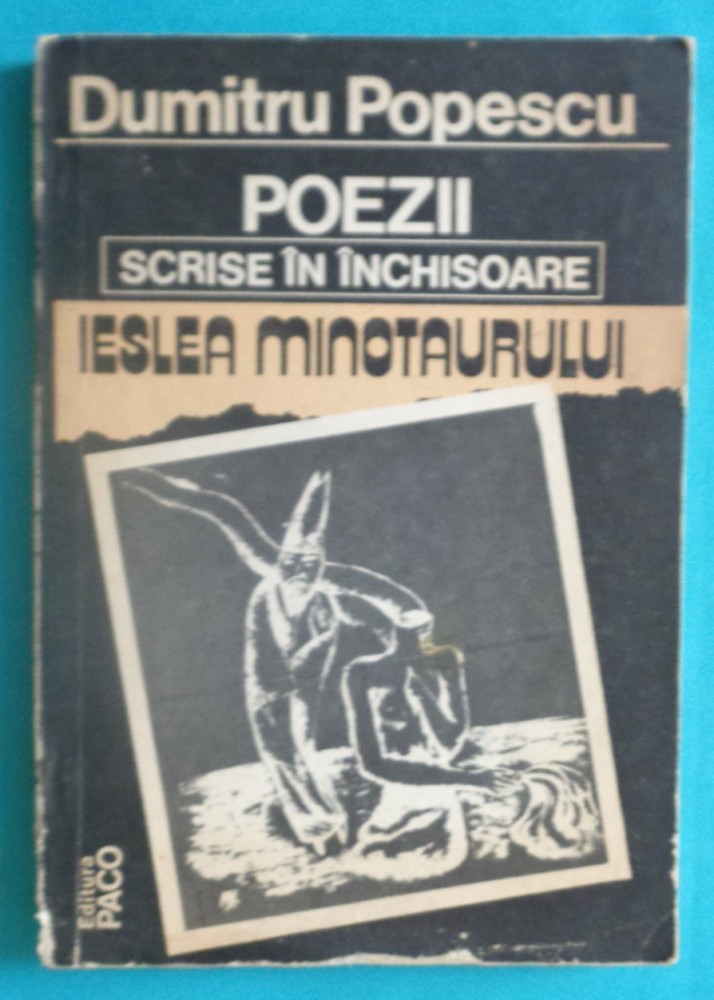 Dumitru Popescu
POEZII
SCRISE ÎN ÎNCHISOARE
IESLEA MINOTAURULUI
Editura
PACO